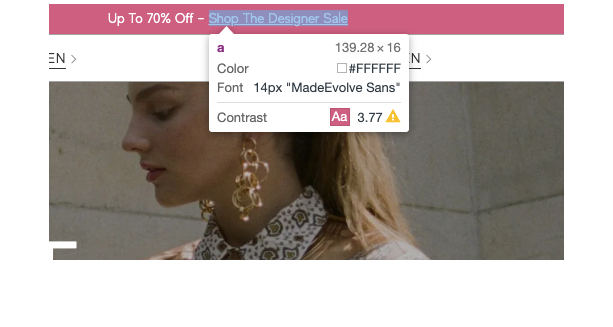 Up To 70% Off – Shop The Designer Sale
EN >
a 139.28 × 16
Color #FFFFFF
Font 14px "MadeEvolve Sans"
Contrast Aa 3.77
EN >